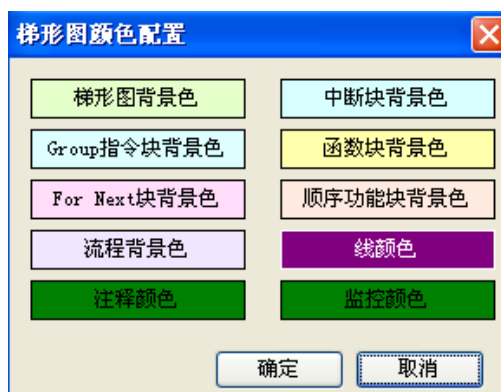 梯形图颜色配置
梯形图背景色 中断块背景色
Group指令块背景色 函数块背景色
For Next块背景色 顺序功能块背景色
流程背景色 线颜色
注释颜色 监控颜色
确定 取消